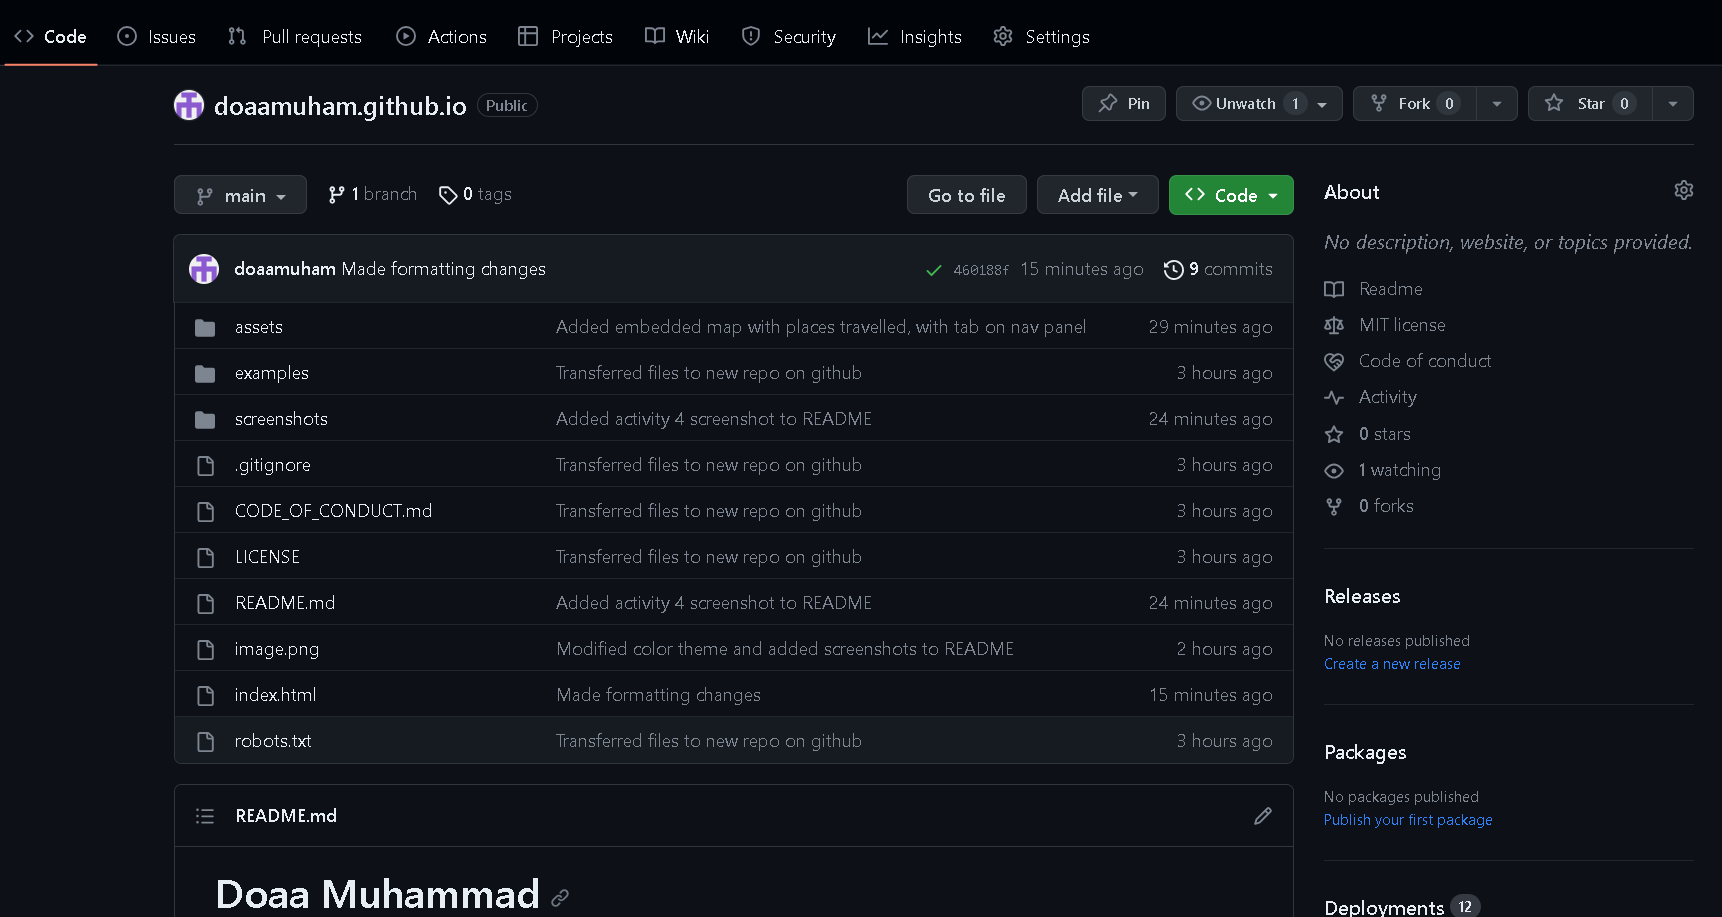 Code Issues Pull requests Actions Projects Wiki Security Insights Settings
doaamuham.github.io Public Pin Unwatch 1 Fork 0 Star 0
main 1 branch 0 tags Go to file Add file Code
doaamuham Made formatting changes 460188f 15 minutes ago 9 commits
assets Added embedded map with places travelled, with tab on nav panel 29 minutes ago
examples Transferred files to new repo on github 3 hours ago
screenshots Added activity 4 screenshot to README 24 minutes ago
.gitignore Transferred files to new repo on github 3 hours ago
CODE_OF_CONDUCT.md Transferred files to new repo on github 3 hours ago
LICENSE Transferred files to new repo on github 3 hours ago
README.md Added activity 4 screenshot to README 24 minutes ago
image.png Modified color theme and added screenshots to README 2 hours ago
index.html Made formatting changes 15 minutes ago
robots.txt Transferred files to new repo on github 3 hours ago
README.md
Doaa Muhammad
About
No description, website, or topics provided.
Readme
MIT license
Code of conduct
Activity
0 stars
1 watching
0 forks
Releases
No releases published
Create a new release
Packages
No packages published
Publish your first package
Deployments 12